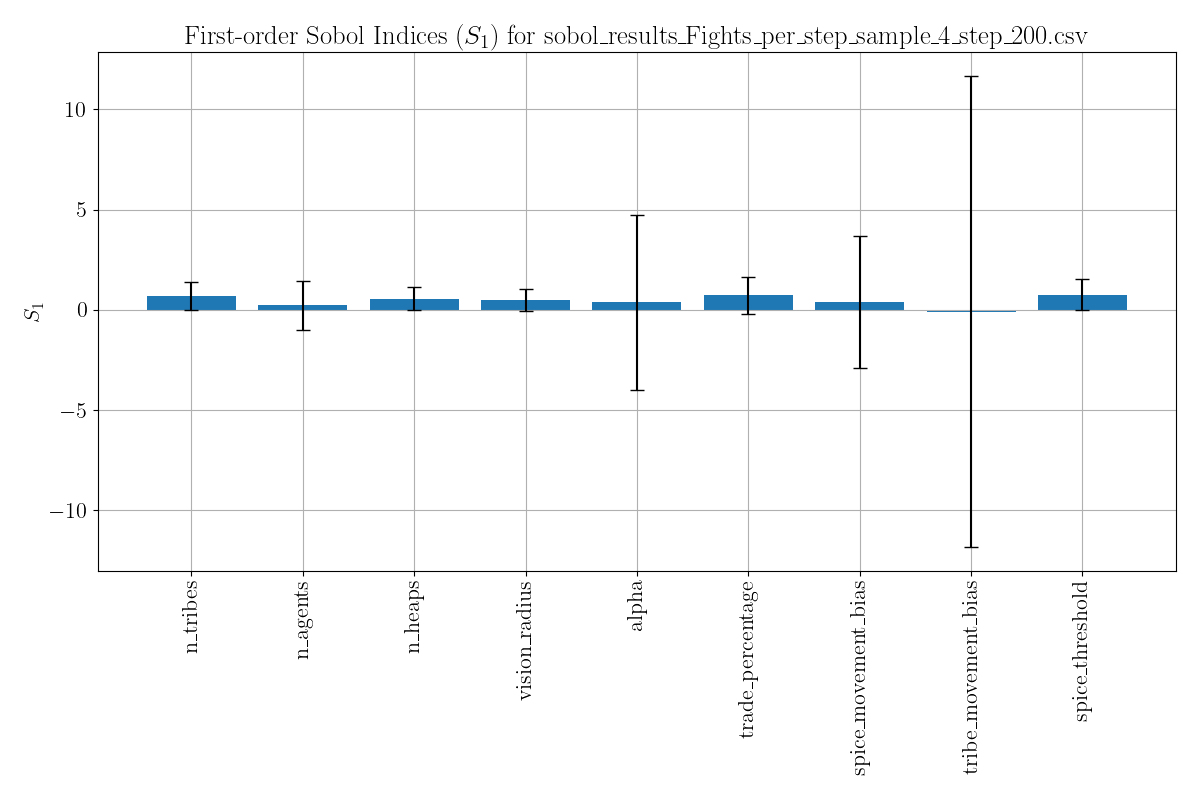 First-order Sobol Indices (S₁) for sobol_results_Fights_per_step_sample_4_step_200.csv
10
5
0
−5
−10
S₁
n_tribes
n_agents
n_heaps
vision_radius
alpha
trade_percentage
spice_movement_bias
tribe_movement_bias
spice_threshold